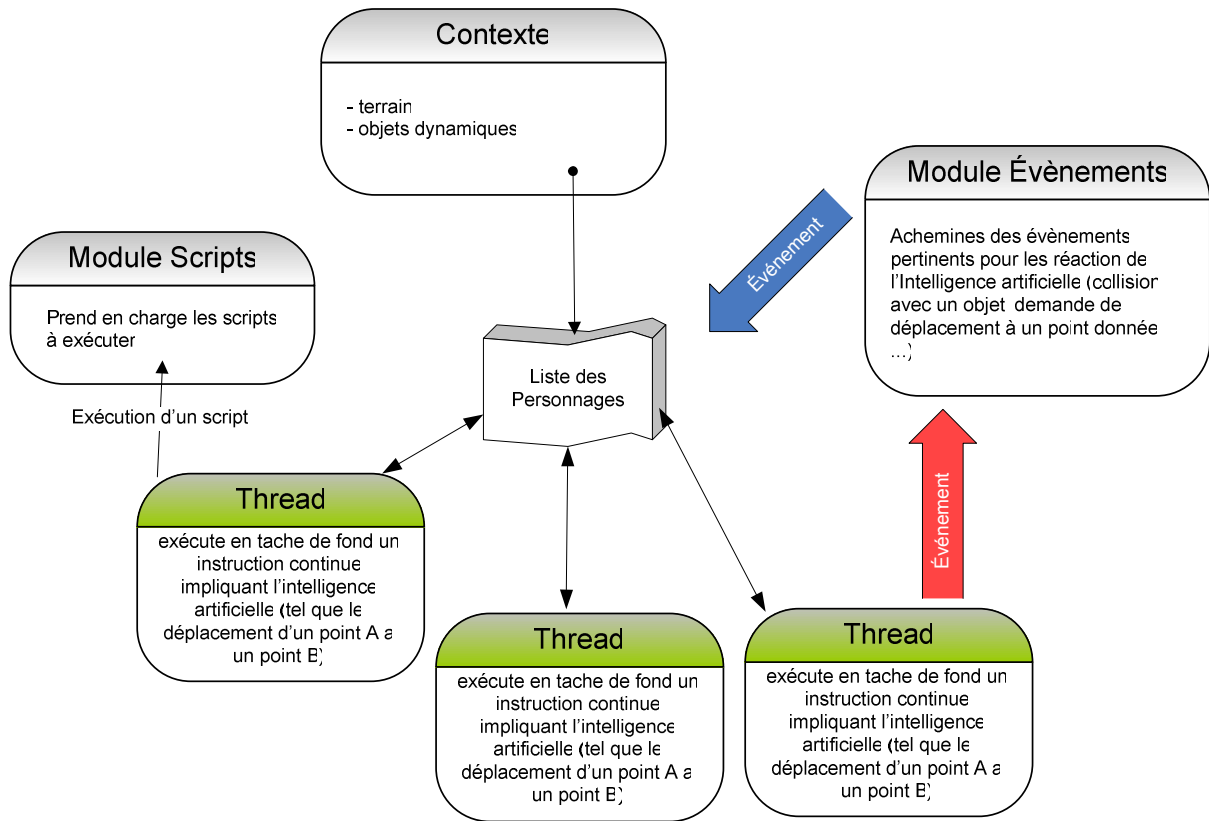 Contexte
- terrain
- objets dynamiques
Module Évènements
Achemines des évènements
pertinents pour les réaction de
l'Intelligence artificielle (collision
avec un objet demande de
déplacement à un point donnée
...)
Événement
Module Scripts
Prend en charge les scripts
à exécuter
Exécution d'un script
Liste des
Personnages
Événement
Thread
exécute en tache de fond un
instruction continue
impliquant l'intelligence
artificielle (tel que le
déplacement d'un point A a
un point B)
Thread
exécute en tache de fond un
instruction continue
impliquant l'intelligence
artificielle (tel que le
déplacement d'un point A a
un point B)
Thread
exécute en tache de fond un
instruction continue
impliquant l'intelligence
artificielle (tel que le
déplacement d'un point A a
un point B)